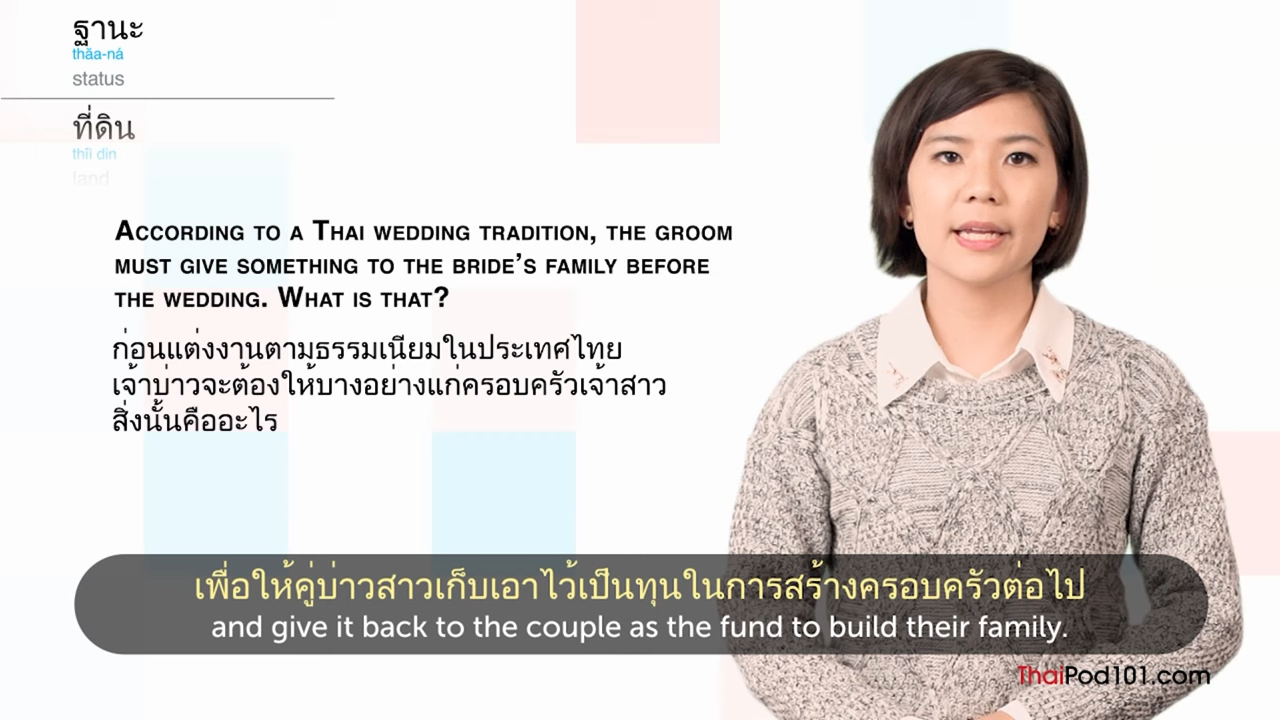 ฐานะ
thǎa-ná
status
ที่ดิน
thîi din
land
According to a Thai wedding tradition, the groom
must give something to the bride's family before
the wedding. What is that?
ก่อนแต่งงานตามธรรมเนียมในประเทศไทย
เจ้าบ่าวจะต้องให้บางอย่างแก่ครอบครัวเจ้าสาว
สิ่งนั้นคืออะไร
เพื่อให้คู่บ่าวสาวเก็บเอาไว้เป็นทุนในการสร้างครอบครัวต่อไป
and give it back to the couple as the fund to build their family.
ThaiPod101.com